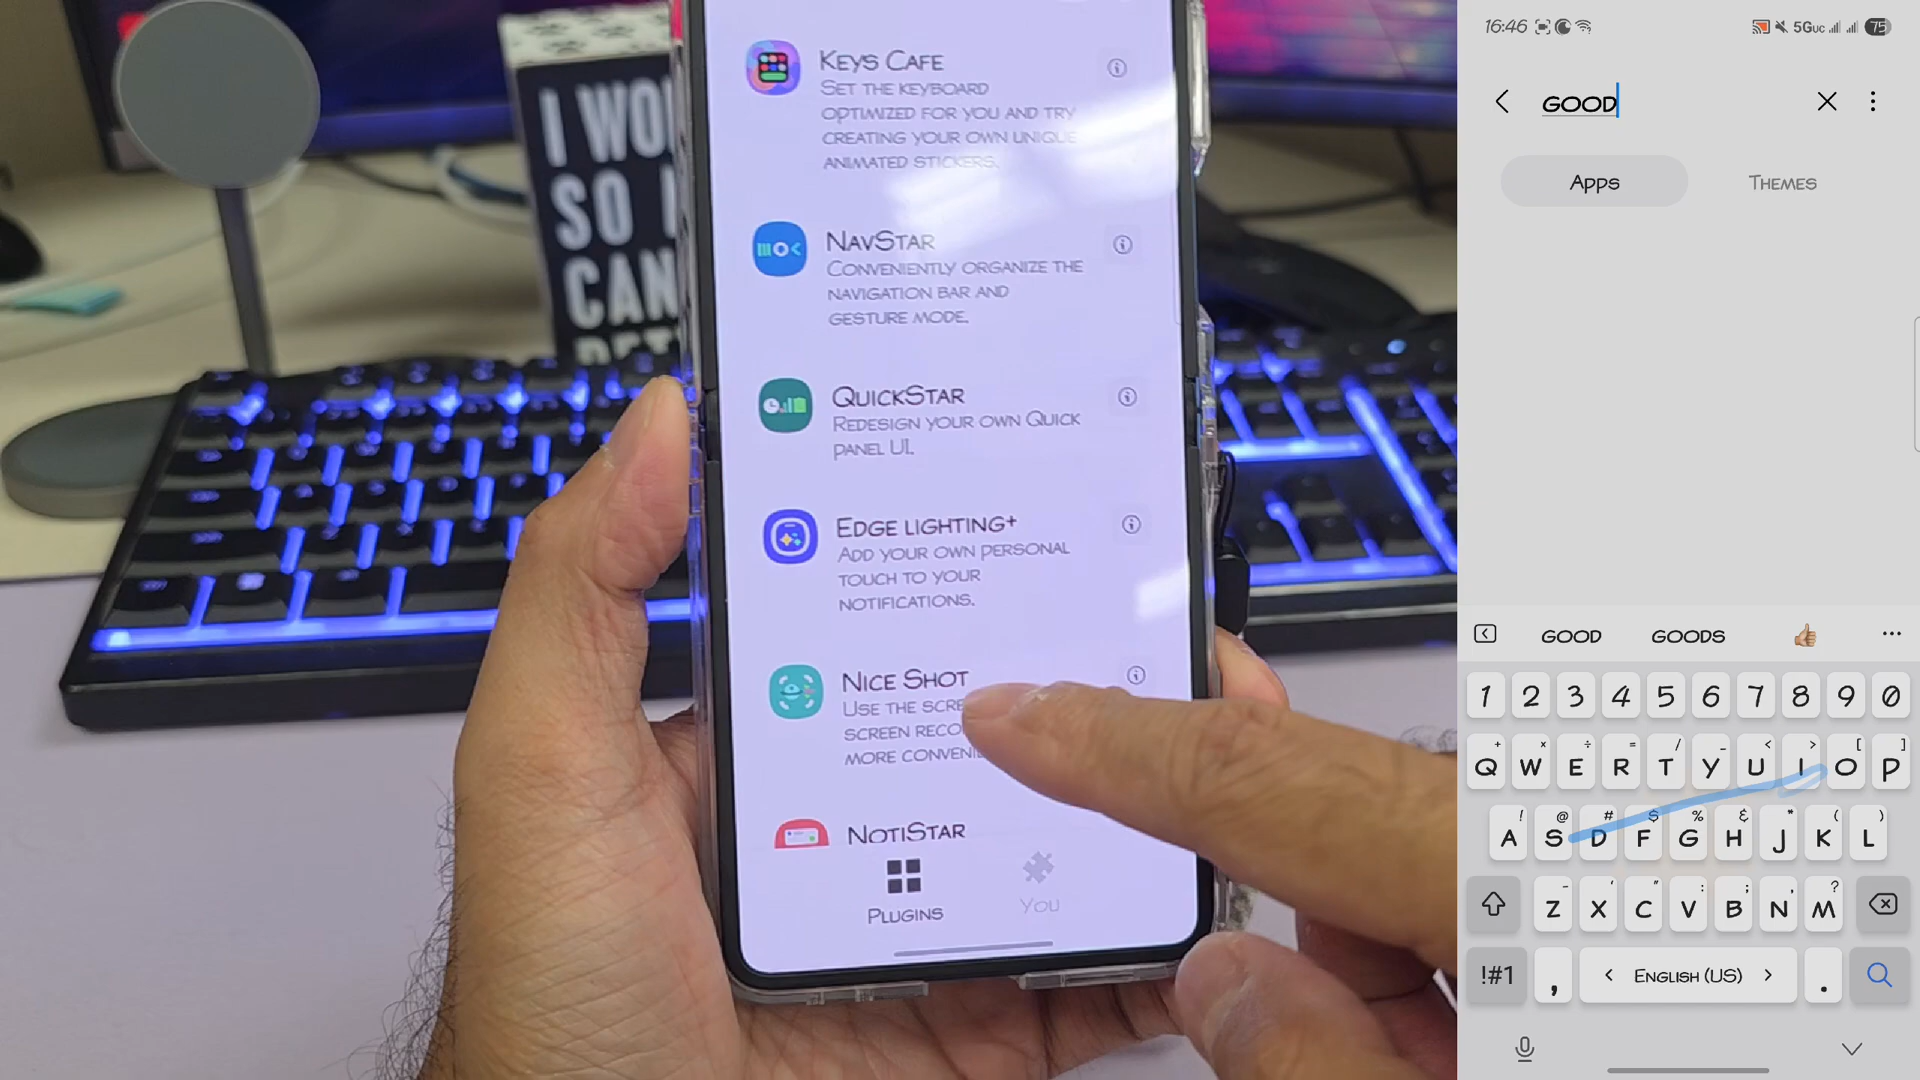 I WO
SO I
CAN
KEYS CAFE
SET THE KEYBOARD
OPTIMIZED FOR YOU AND TRY
CREATING YOUR OWN UNIQUE
ANIMATED STICKERS.
NAVSTAR
CONVENIENTLY ORGANIZE THE
NAVIGATION BAR AND
GESTURE MODE.
QUICKSTAR
REDESIGN YOUR OWN QUICK
PANEL UI.
EDGE LIGHTING+
ADD YOUR OWN PERSONAL
TOUCH TO YOUR
NOTIFICATIONS.
NICE SHOT
USE THE SCRE
SCREEN RECO
MORE CONVENI
NOTISTAR
PLUGINS
YOU
16:46
5GUC
75
GOOD
APPS
THEMES
GOOD GOODS 👍🏼 ...
1 2 3 4 5 6 7 8 9 0
+ × ÷ = / _ < > [ ]
Q W E R T Y U I O P
! @ # $ % & * ( )
A S D F G H J K L
- ' " : ; , ?
Z X C V B N M
!#1 , < ENGLISH (US) > .